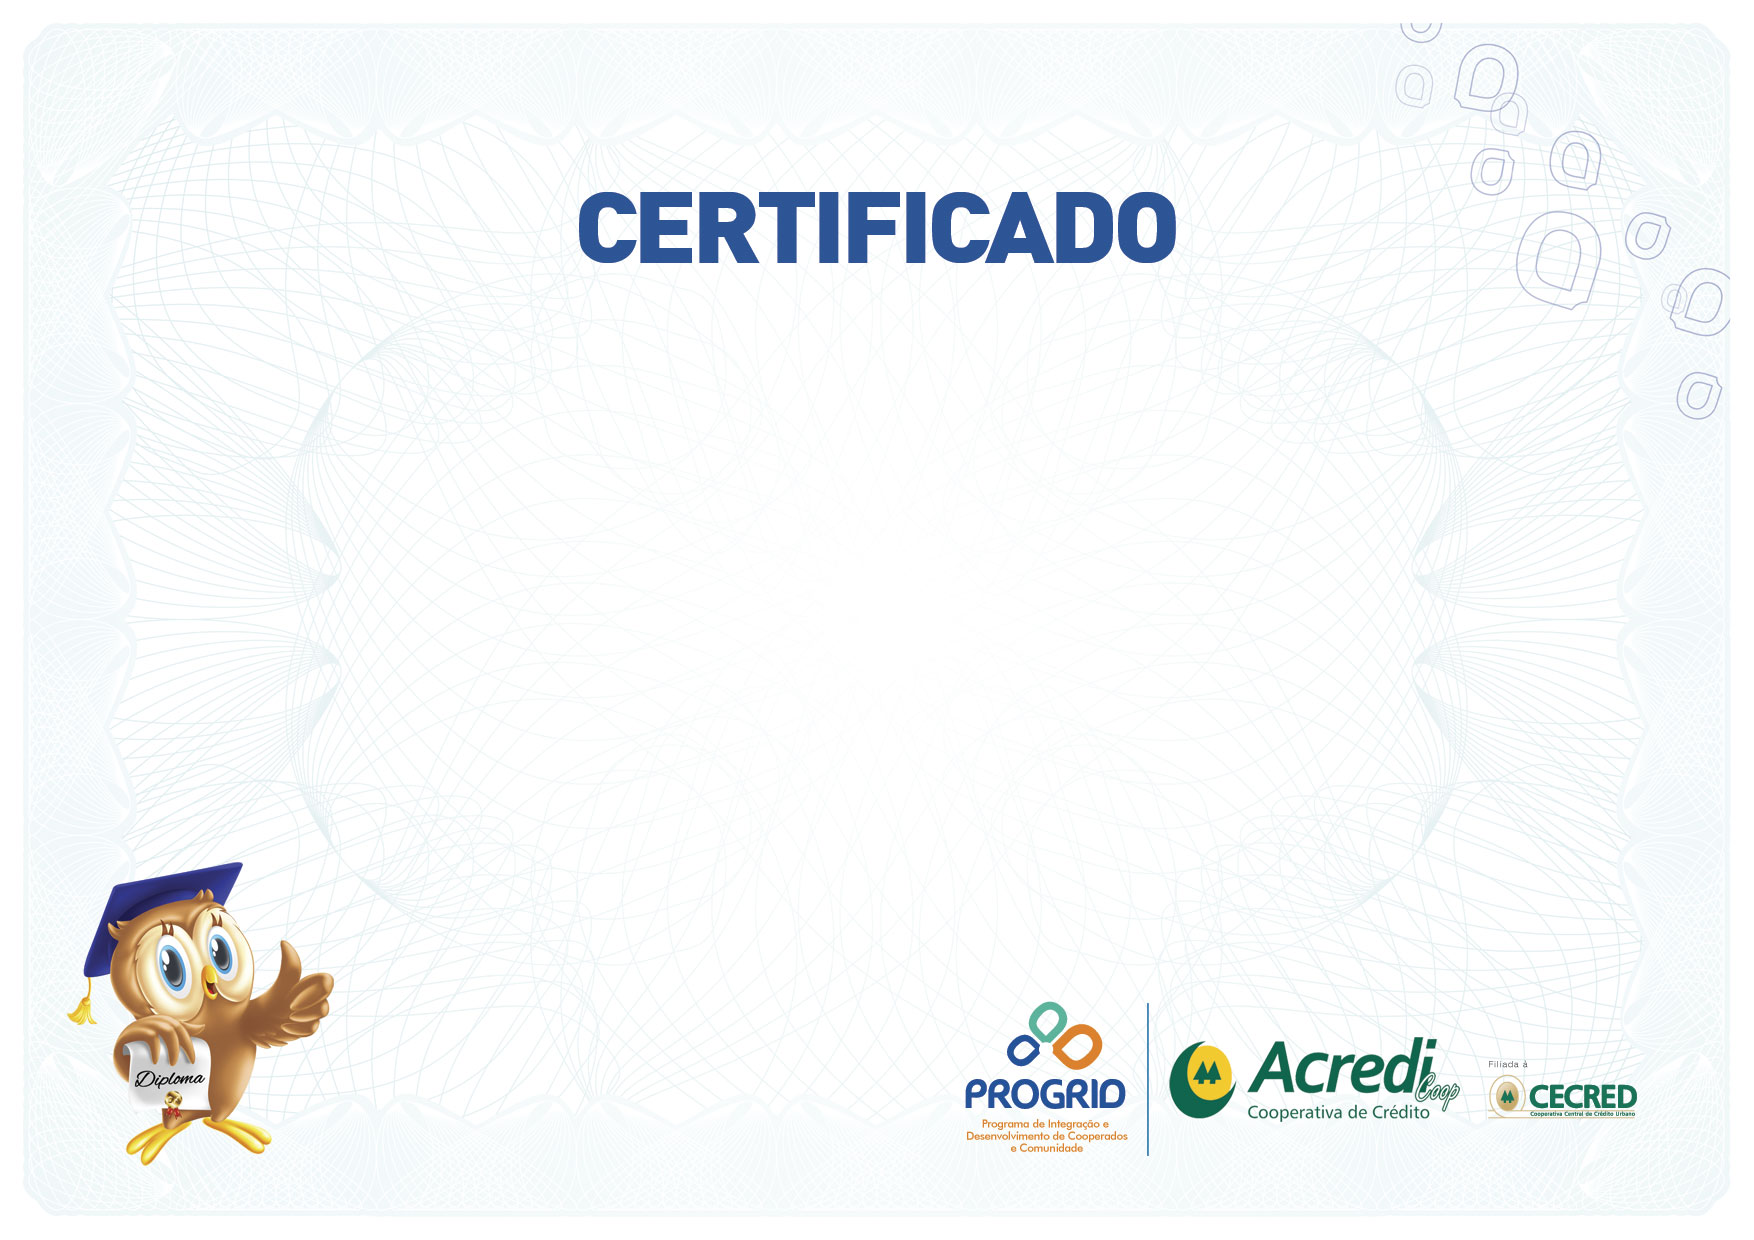 CERTIFICADO
Diploma
PROGRID
Programa de Integração e
Desenvolvimento de Cooperados
e Comunidade
Acredi
Coop
Cooperativa de Crédito
Filiada à
CECRED
Cooperativa Central de Crédito Urbano